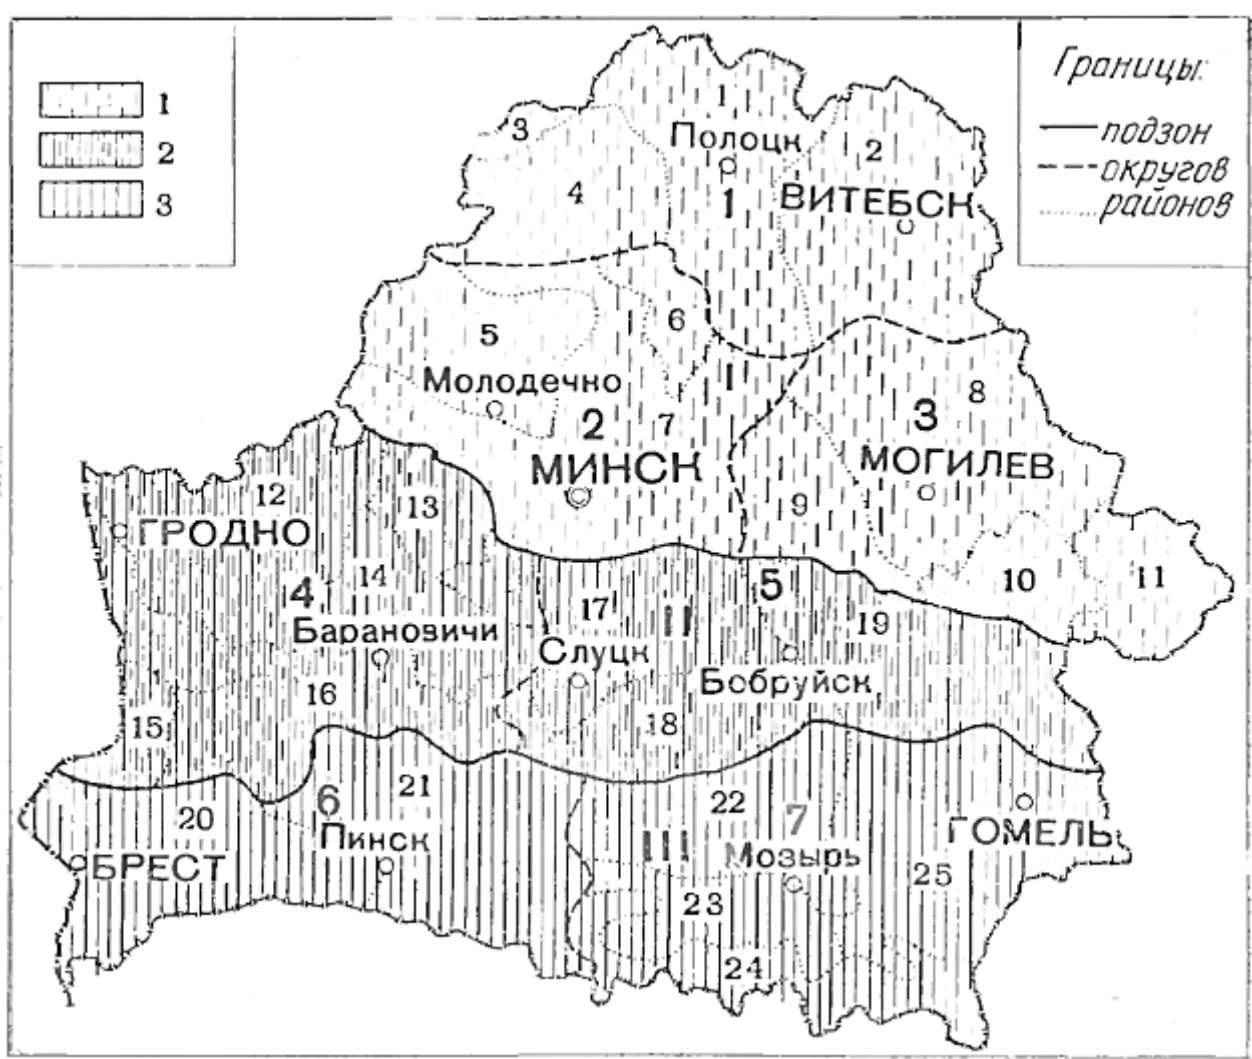 1
2
3
Границы:
подзон
округов
районов
1
Полоцк
2
3
4
1
ВИТЕБСК
5
6
I
Молодечно
7
2
8
3
МИНСК
МОГИЛЕВ
9
10
11
12
13
ГРОДНО
14
4
Барановичи
15
16
17
II
5
19
Слуцк
Бобруйск
18
20
6
21
Пинск
БРЕСТ
22
7
III
Мозырь
ГОМЕЛЬ
23
24
25